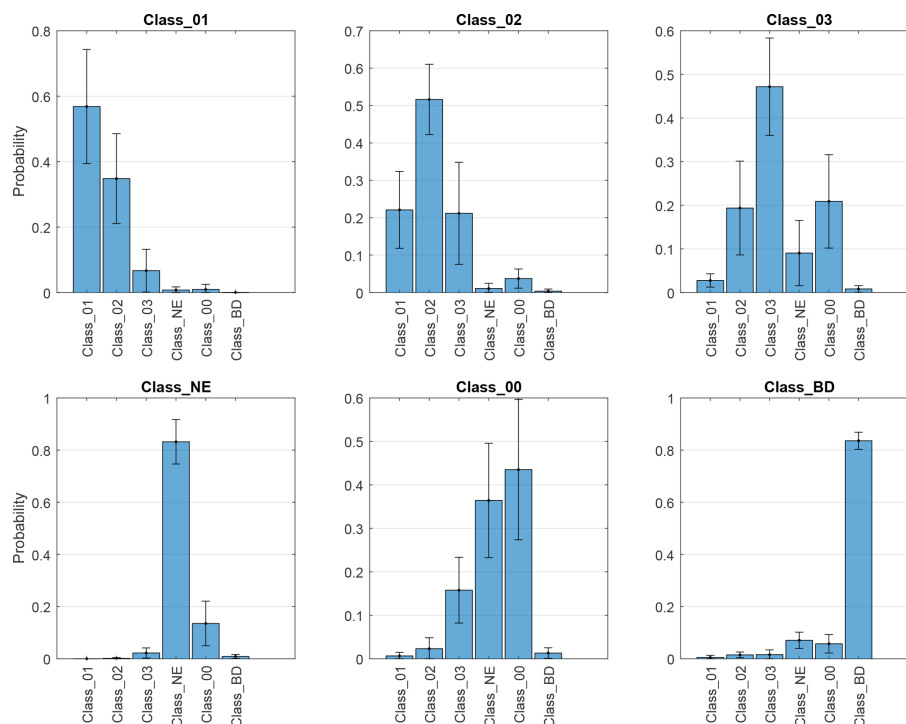 Class_01
Class_02
Class_03
0.8
0.6
0.4
0.2
0
Probability
Class_01
Class_02
Class_03
Class_NE
Class_00
Class_BD
0.7
0.6
0.5
0.4
0.3
0.2
0.1
0
Class_01
Class_02
Class_03
Class_NE
Class_00
Class_BD
0.6
0.5
0.4
0.3
0.2
0.1
0
Class_01
Class_02
Class_03
Class_NE
Class_00
Class_BD
Class_NE
Class_00
Class_BD
1
0.8
0.6
0.4
0.2
0
Probability
Class_01
Class_02
Class_03
Class_NE
Class_00
Class_BD
0.6
0.5
0.4
0.3
0.2
0.1
0
Class_01
Class_02
Class_03
Class_NE
Class_00
Class_BD
1
0.8
0.6
0.4
0.2
0
Class_01
Class_02
Class_03
Class_NE
Class_00
Class_BD